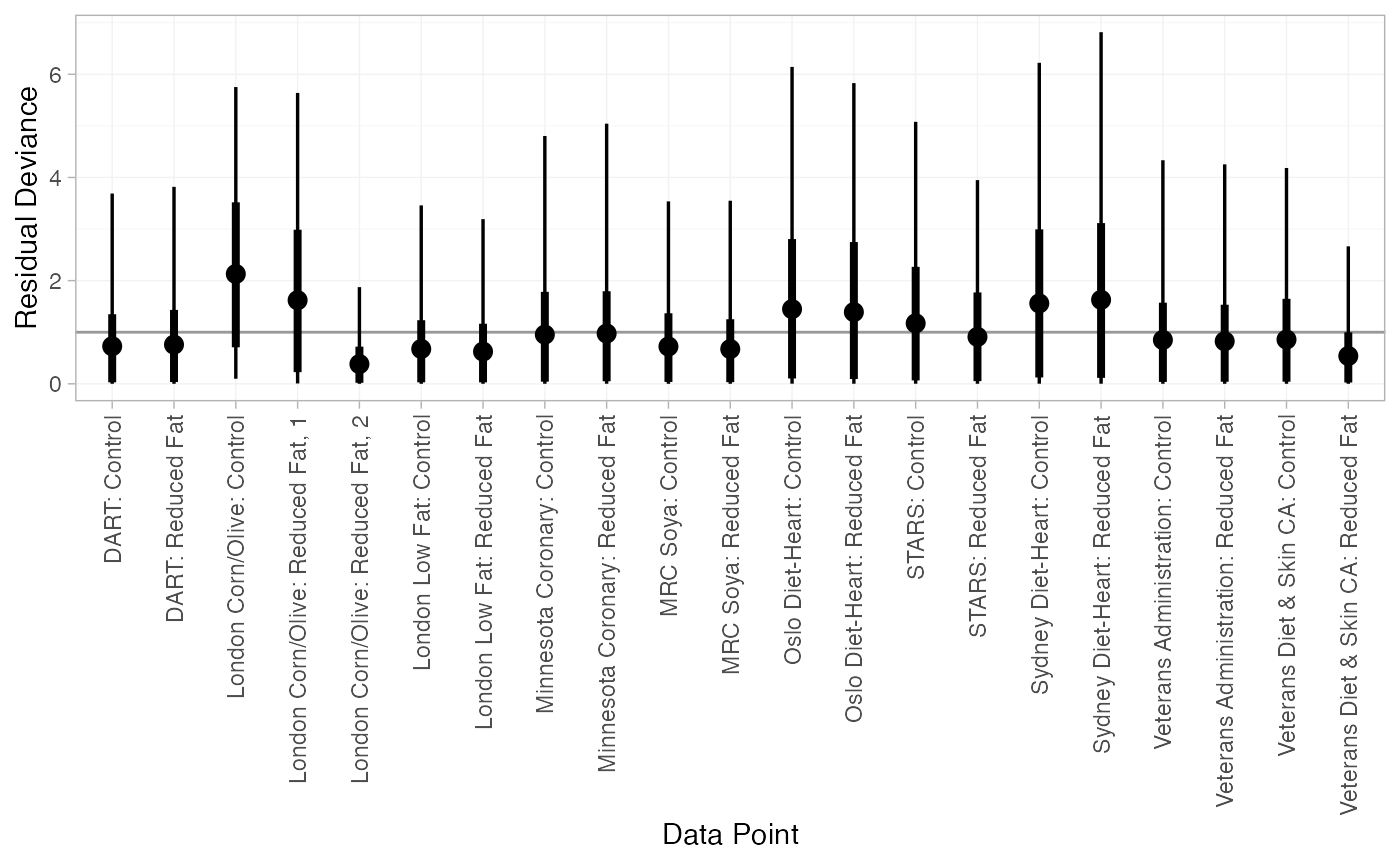 Residual Deviance
6
4
2
0
DART: Control
DART: Reduced Fat
London Corn/Olive: Control
London Corn/Olive: Reduced Fat, 1
London Corn/Olive: Reduced Fat, 2
London Low Fat: Control
London Low Fat: Reduced Fat
Minnesota Coronary: Control
Minnesota Coronary: Reduced Fat
MRC Soya: Control
MRC Soya: Reduced Fat
Oslo Diet-Heart: Control
Oslo Diet-Heart: Reduced Fat
STARS: Control
STARS: Reduced Fat
Sydney Diet-Heart: Control
Sydney Diet-Heart: Reduced Fat
Veterans Administration: Control
Veterans Administration: Reduced Fat
Veterans Diet & Skin CA: Control
Veterans Diet & Skin CA: Reduced Fat
Data Point